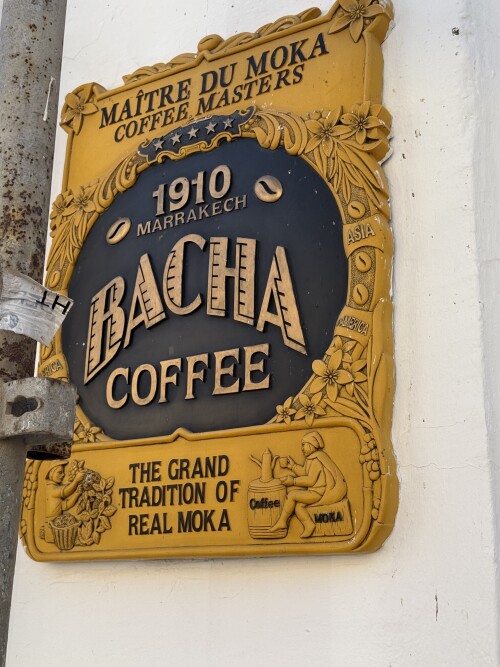 MAÎTRE DU MOKA
COFFEE MASTERS
1910
MARRAKECH
BACHA
COFFEE
ASIA
AMERICA
THE GRAND
TRADITION OF
REAL MOKA
Coffee
MOKA